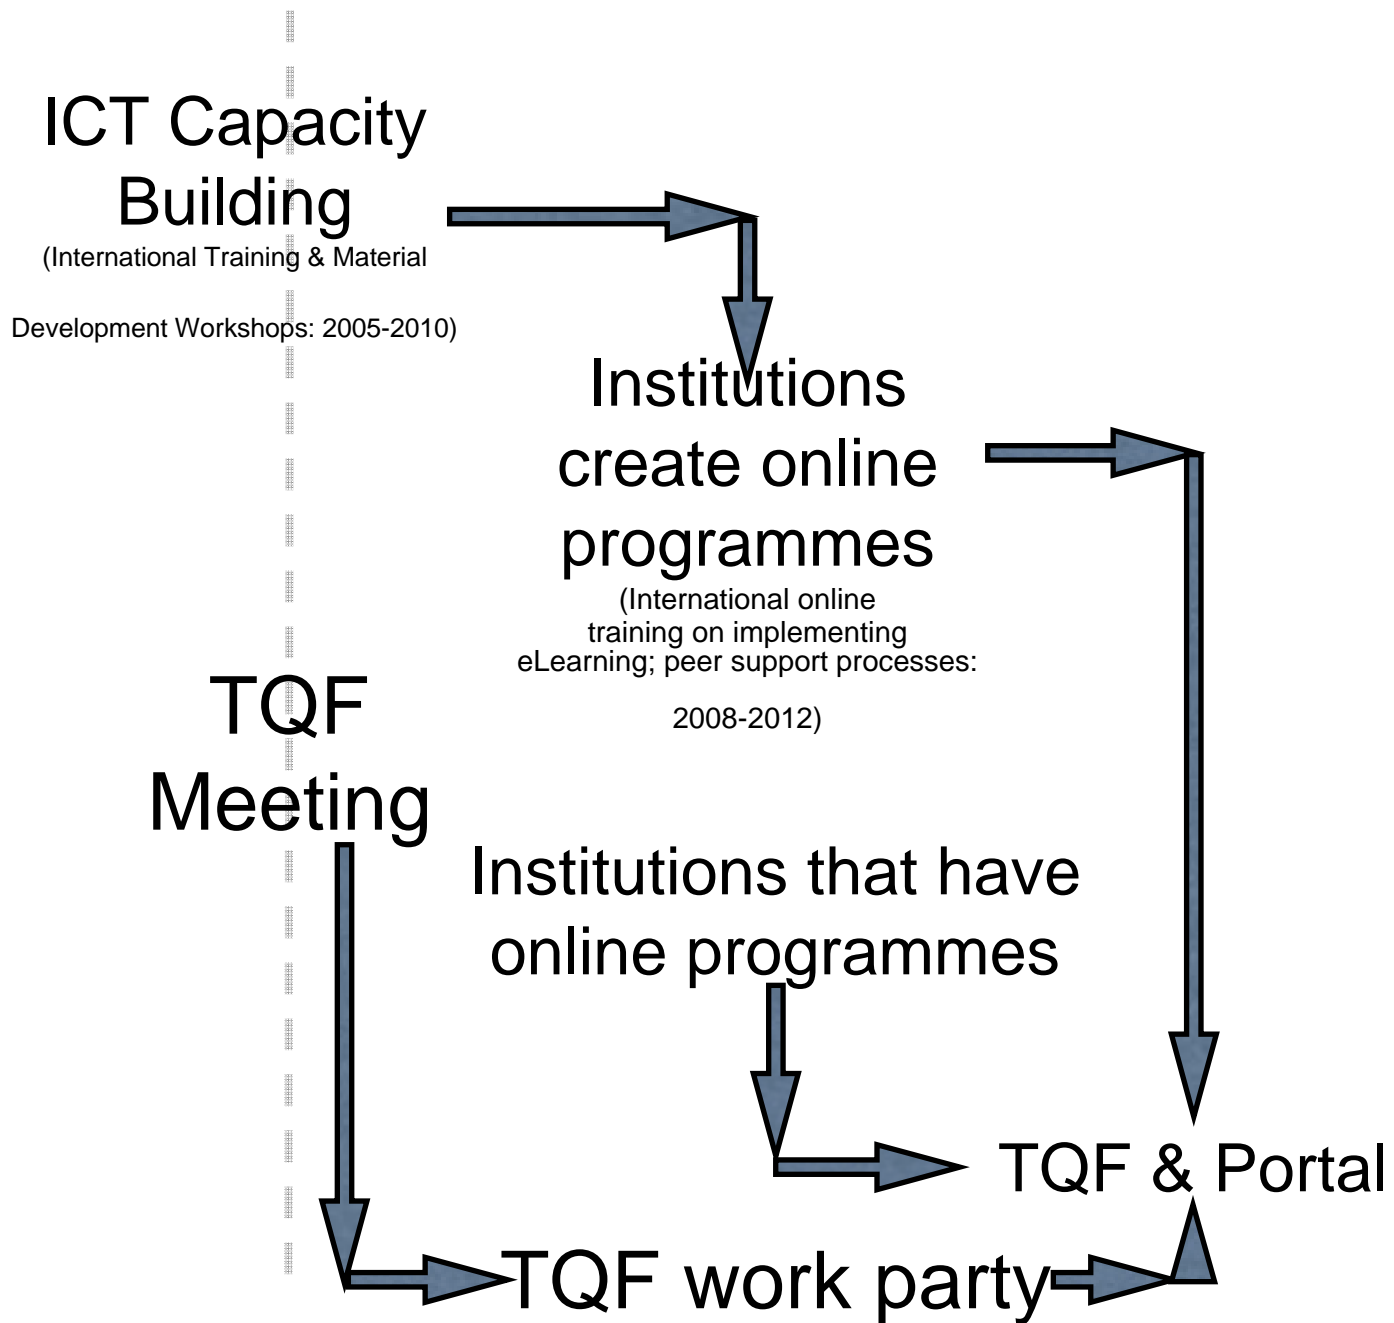 ICT Capacity
Building
(International Training & Material
Development Workshops: 2005-2010)
Institutions
create online
programmes
(International online
training on implementing
eLearning; peer support processes:
2008-2012)
TQF
Meeting
Institutions that have
online programmes
TQF & Portal
TQF work party